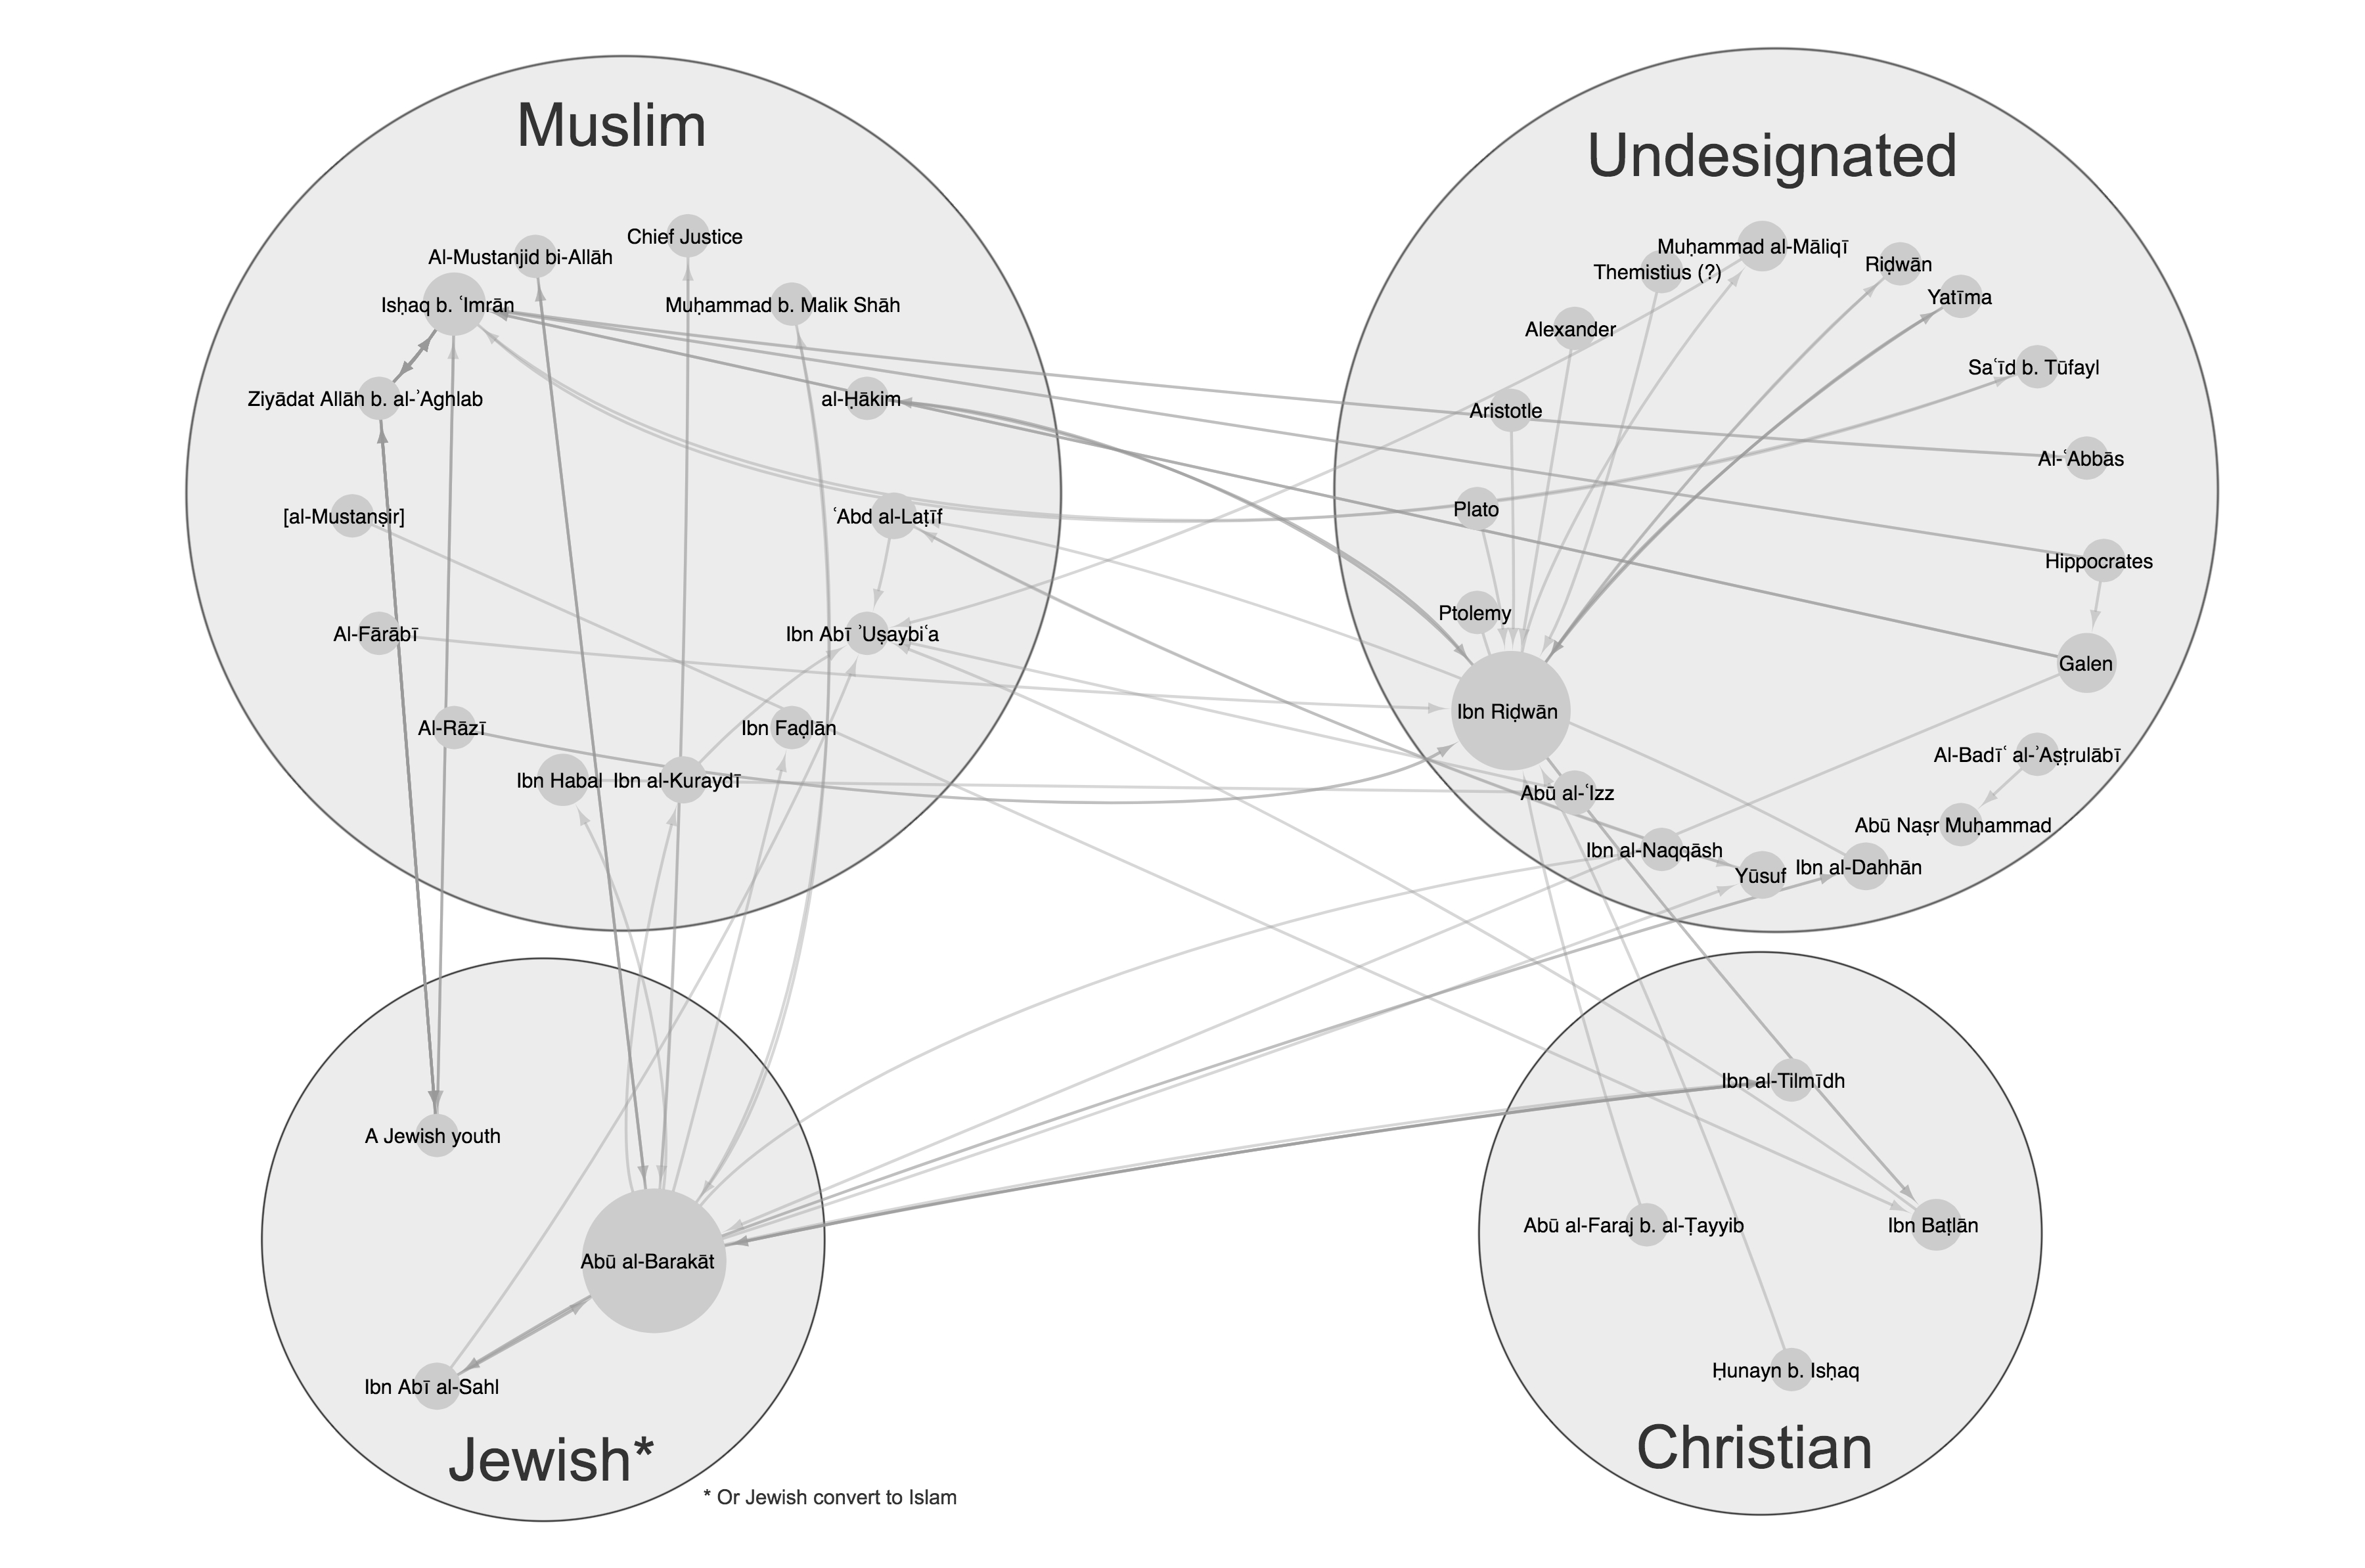 Muslim
Chief Justice
Al-Mustanjid bi-Allāh
Isḥaq b. ʿImrān
Muḥammad b. Malik Shāh
Ziyādat Allāh b. al-ʾAghlab
al-Ḥākim
[al-Mustanṣir]
ʿAbd al-Laṭīf
Al-Fārābī
Ibn Abī ʾUṣaybiʿa
Al-Rāzī
Ibn Faḍlān
Ibn Habal
Ibn al-Kuraydī
Undesignated
Muḥammad al-Māliqī
Themistius (?)
Riḍwān
Yatīma
Alexander
Saʿīd b. Tūfayl
Aristotle
Al-ʿAbbās
Plato
Hippocrates
Ptolemy
Galen
Ibn Riḍwān
Al-Badīʿ al-ʾAṣṭrulābī
Abū al-ʿIzz
Abū Naṣr Muḥammad
Ibn al-Naqqāsh
Yūsuf
Ibn al-Dahhān
A Jewish youth
Abū al-Barakāt
Ibn Abī al-Sahl
Jewish*
* Or Jewish convert to Islam
Ibn al-Tilmīdh
Abū al-Faraj b. al-Ṭayyib
Ibn Baṭlān
Ḥunayn b. Isḥaq
Christian